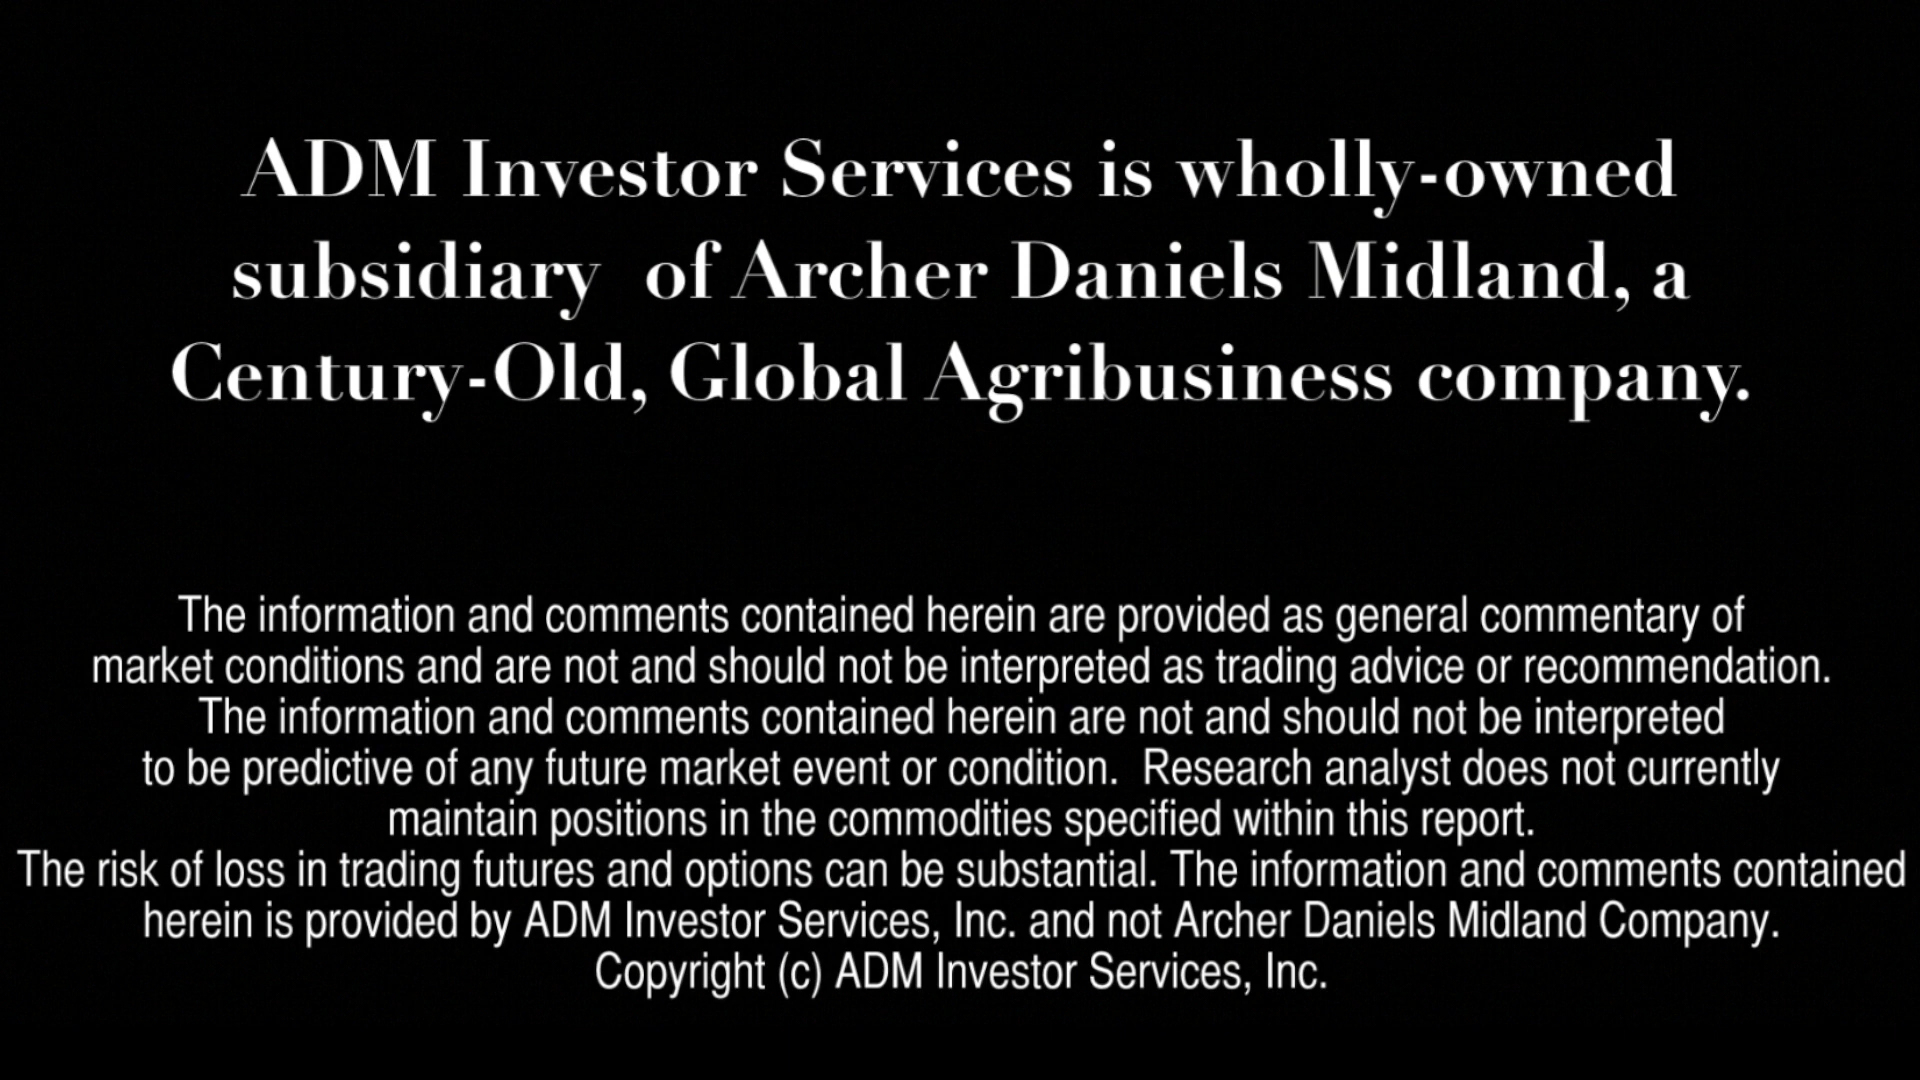 ADM Investor Services is wholly-owned
subsidiary of Archer Daniels Midland, a
Century-Old, Global Agribusiness company.
The information and comments contained herein are provided as general commentary of
market conditions and are not and should not be interpreted as trading advice or recommendation.
The information and comments contained herein are not and should not be interpreted
to be predictive of any future market event or condition. Research analyst does not currently
maintain positions in the commodities specified within this report.
The risk of loss in trading futures and options can be substantial. The information and comments contained
herein is provided by ADM Investor Services, Inc. and not Archer Daniels Midland Company.
Copyright (c) ADM Investor Services, Inc.